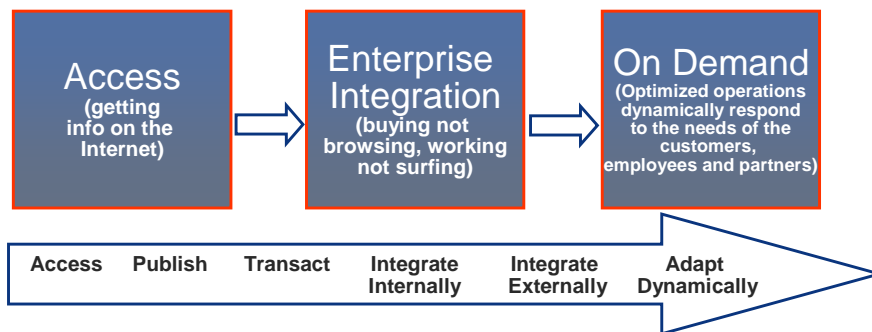 Access
(getting
info on the
Internet)
Enterprise
Integration
(buying not
browsing, working
not surfing)
On Demand
(Optimized operations
dynamically respond
to the needs of the
customers,
employees and partners)
Access Publish Transact Integrate Integrate Adapt
Internally Externally Dynamically